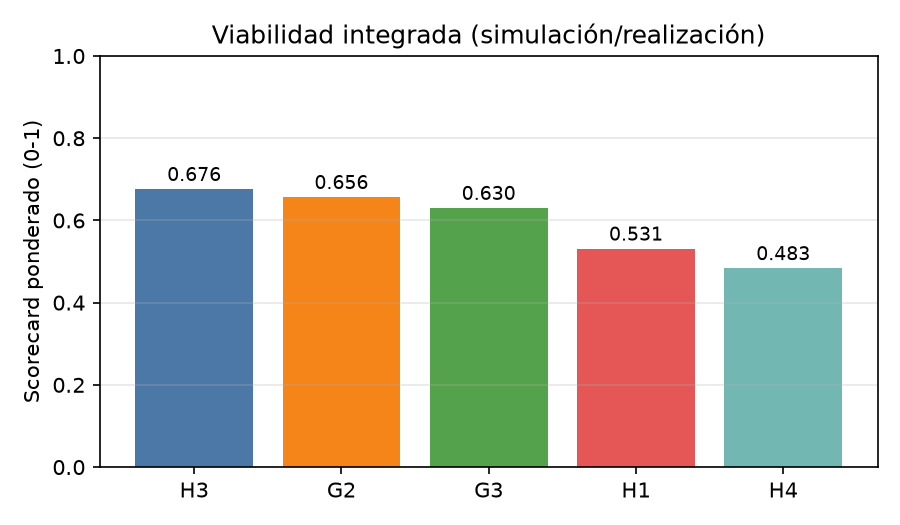 Viabilidad integrada (simulación/realización)
Scorecard ponderado (0-1)
1.0
0.8
0.6
0.4
0.2
0.0
0.676
0.656
0.630
0.531
0.483
H3
G2
G3
H1
H4